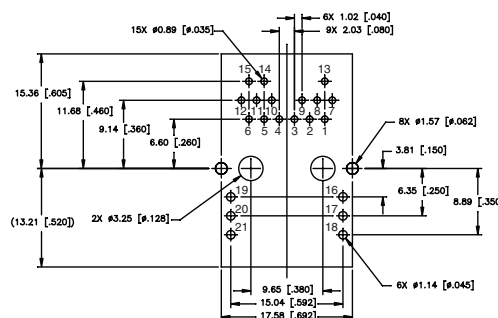 6X 1.02 [.040]
15X ø0.89 [ø.035]
9X 2.03 [.080]
15 14 13
12 11 10 9 8 7
6 5 4 3 2 1
15.36 [.605]
11.68 [.460]
9.14 [.360]
6.60 [.260]
8X ø1.57 [ø.062]
3.81 [.150]
6.35 [.250]
8.89 [.350
(13.21 [.520])
2X ø3.25 [ø.128]
19 16
20 17
21 18
6X ø1.14 [ø.045]
9.65 [.380]
15.04 [.592]
17.58 [.692]